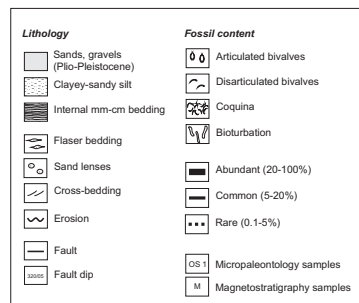 Lithology
Sands, gravels
(Plio-Pleistocene)
Clayey-sandy silt
Internal mm-cm bedding
Flaser bedding
Sand lenses
Cross-bedding
Erosion
Fault
320/05
Fault dip
Fossil content
Articulated bivalves
Disarticulated bivalves
Coquina
Bioturbation
Abundant (20-100%)
Common (5-20%)
Rare (0.1-5%)
OS 1
Micropaleontology samples
M
Magnetostratigraphy samples